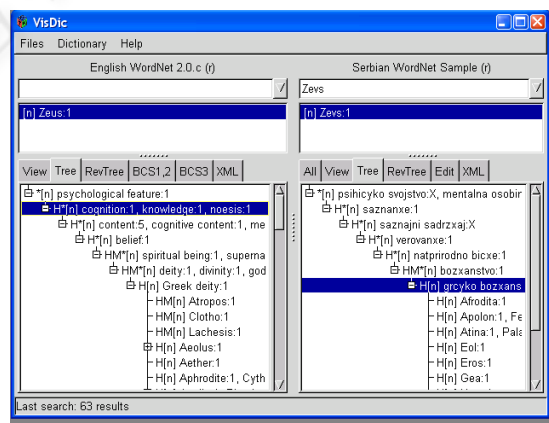 VisDic
Files Dictionary Help
English WordNet 2.0.c (r)
[n] Zeus:1
View Tree RevTree BCS1,2 BCS3 XML
*[n] psychological feature:1
H*[n] cognition:1, knowledge:1, noesis:1
H*[n] content:5, cognitive content:1, me
H*[n] belief:1
HM*[n] spiritual being:1, superna
HM*[n] deity:1, divinity:1, god
H[n] Greek deity:1
HM[n] Atropos:1
HM[n] Clotho:1
HM[n] Lachesis:1
H[n] Aeolus:1
H[n] Aether:1
H[n] Aphrodite:1, Cyth
Serbian WordNet Sample (r)
Zevs
[n] Zevs:1
All View Tree RevTree Edit XML
*[n] psihicyko svojstvo:X, mentalna osobir
H*[n] saznanxe:1
H*[n] saznajni sadrzxaj:X
H*[n] verovanxe:1
H*[n] natprirodno bicxe:1
HM*[n] bozxanstvo:1
H[n] grcyko bozxans
H[n] Afrodita:1
H[n] Apolon:1, Fe
H[n] Atina:1, Pala
H[n] Eol:1
H[n] Eros:1
H[n] Gea:1
Last search: 63 results